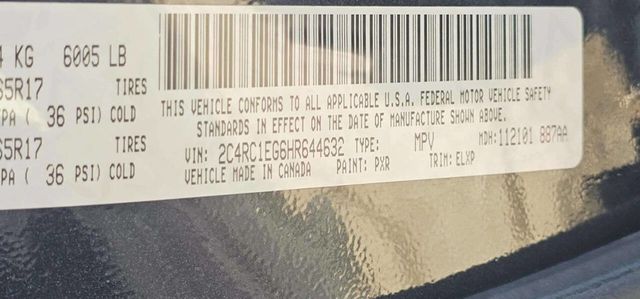 4 KG 6005 LB
65R17 TIRES
PA ( 36 PSI) COLD
65R17 TIRES
PA ( 36 PSI) COLD
THIS VEHICLE CONFORMS TO ALL APPLICABLE U.S.A. FEDERAL MOTOR VEHICLE SAFETY
STANDARDS IN EFFECT ON THE DATE OF MANUFACTURE SHOWN ABOVE.
VIN: 2C4RC1EG6HR644632 TYPE: MPV MDH:112101 887AA
VEHICLE MADE IN CANADA PAINT: PXR TRIM: ELXP